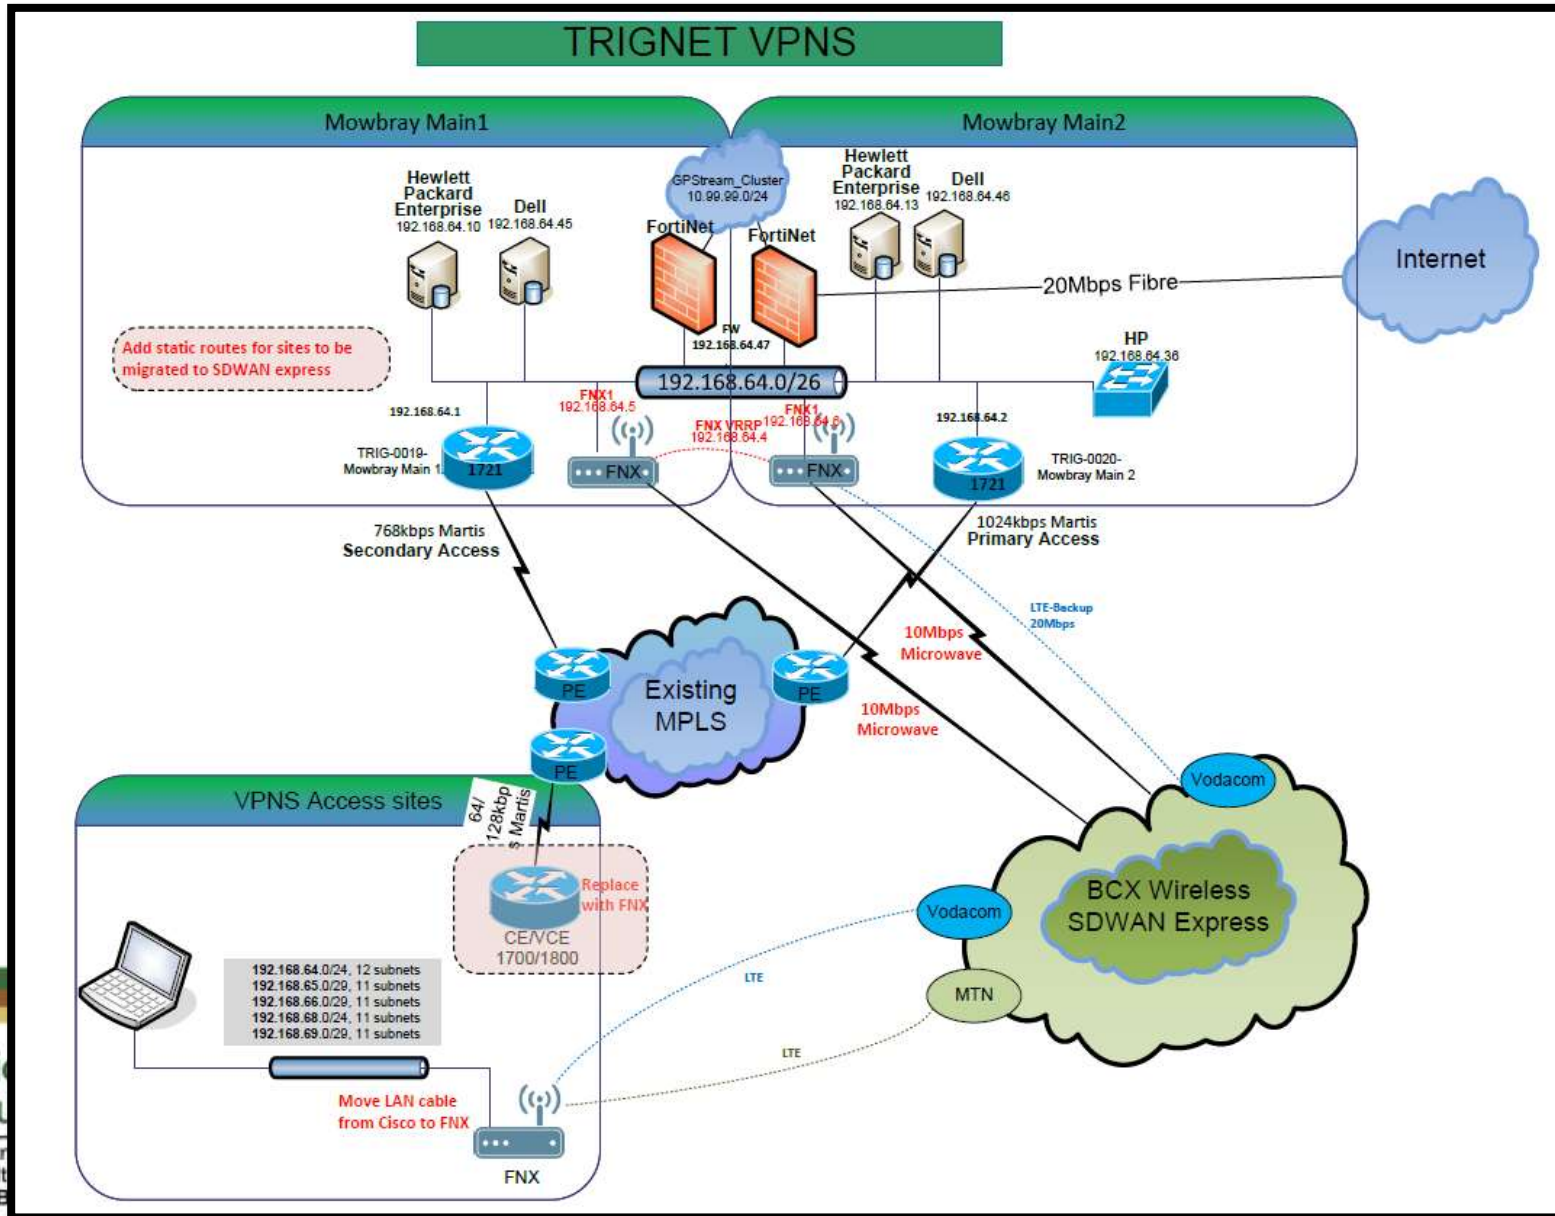 TRIGNET VPNS
Mowbray Main1
Mowbray Main2
GPStream_Cluster
10.99.99.0/24
Hewlett
Packard
Enterprise
192.168.64.10
Dell
192.168.64.45
FortiNet
FortiNet
Hewlett
Packard
Enterprise
192.168.64.13
Dell
192.168.64.46
Internet
20Mbps Fibre
FW
192.168.64.47
Add static routes for sites to be
migrated to SDWAN express
HP
192.168.64.36
192.168.64.0/26
192.168.64.1
FNX1
192.168.64.5
FNX VRRP
192.168.64.4
FNX1
192.168.64.6
192.168.64.2
TRIG-0019-
Mowbray Main 1
1721
FNX
FNX
1721
TRIG-0020-
Mowbray Main 2
768kbps Martis
Secondary Access
1024kbps Martis
Primary Access
LTE-Backup
20Mbps
10Mbps
Microwave
10Mbps
Microwave
PE
Existing
MPLS
PE
PE
Vodacom
VPNS Access sites
64/
128kbp
s Martis
Replace
with FNX
CE/VCE
1700/1800
BCX Wireless
SDWAN Express
Vodacom
MTN
192.168.64.0/24, 12 subnets
192.168.65.0/29, 11 subnets
192.168.66.0/29, 11 subnets
192.168.68.0/24, 11 subnets
192.168.69.0/29, 11 subnets
LTE
LTE
Move LAN cable
from Cisco to FNX
FNX